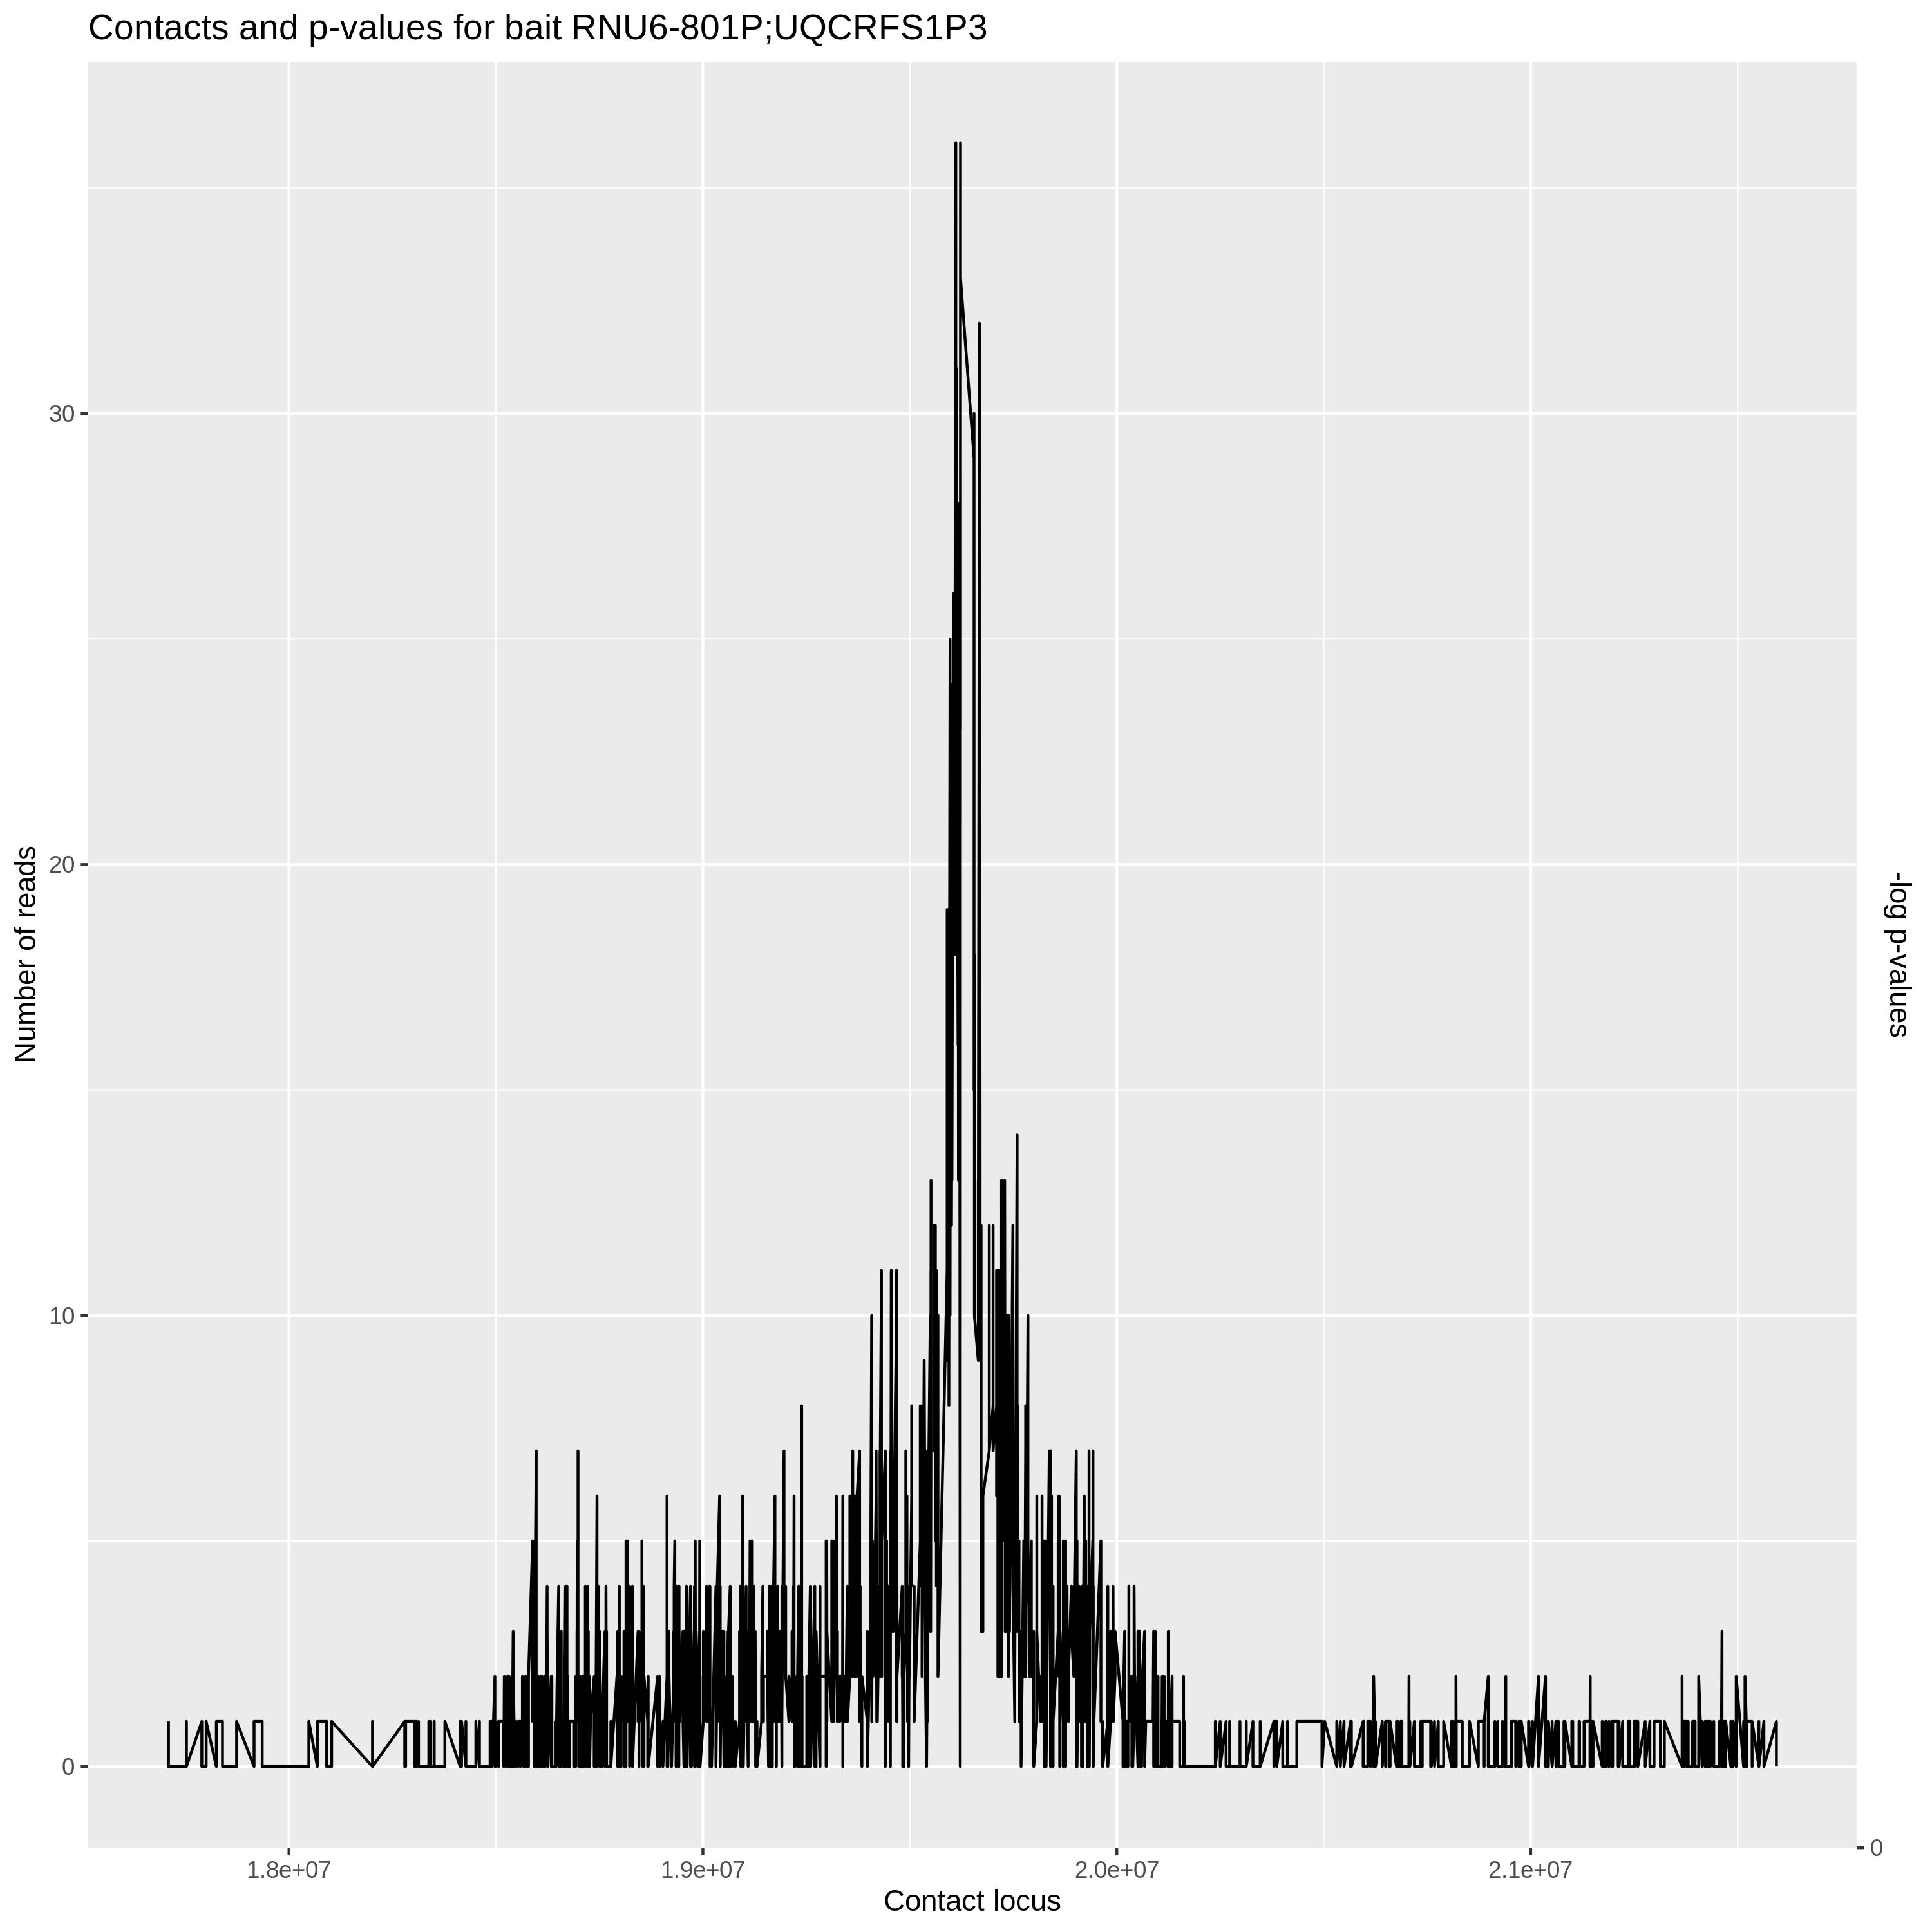 Contacts and p-values for bait RNU6-801P;UQCRFS1P3
Number of reads
30
20
10
0
-log p-values
0
1.8e+07
1.9e+07
2.0e+07
2.1e+07
Contact locus